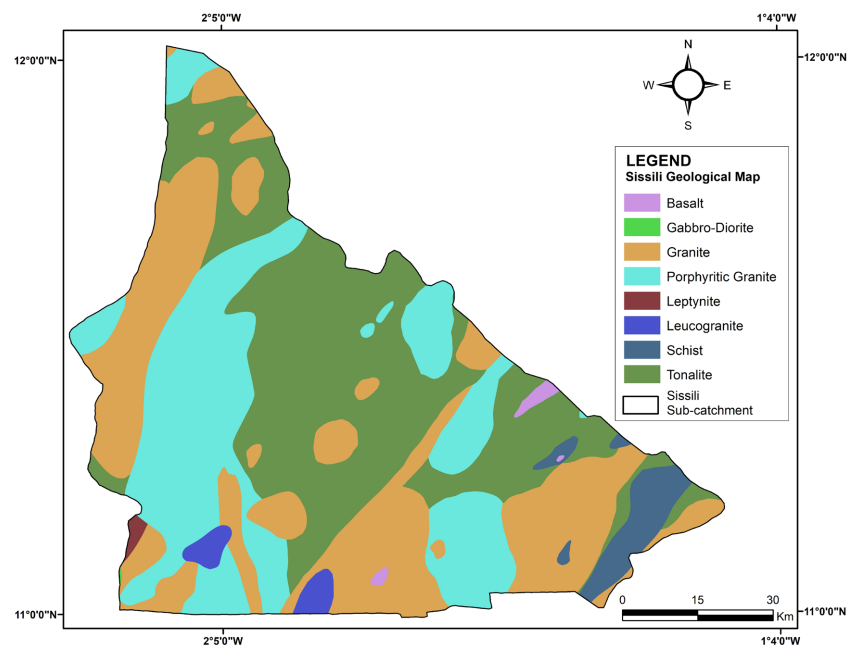 2°5'0"W
1°4'0"W
12°0'0"N
12°0'0"N
N
W
E
S
LEGEND
Sissili Geological Map
Basalt
Gabbro-Diorite
Granite
Porphyritic Granite
Leptynite
Leucogranite
Schist
Tonalite
Sissili
Sub-catchment
0 15 30
Km
11°0'0"N
11°0'0"N
2°5'0"W
1°4'0"W